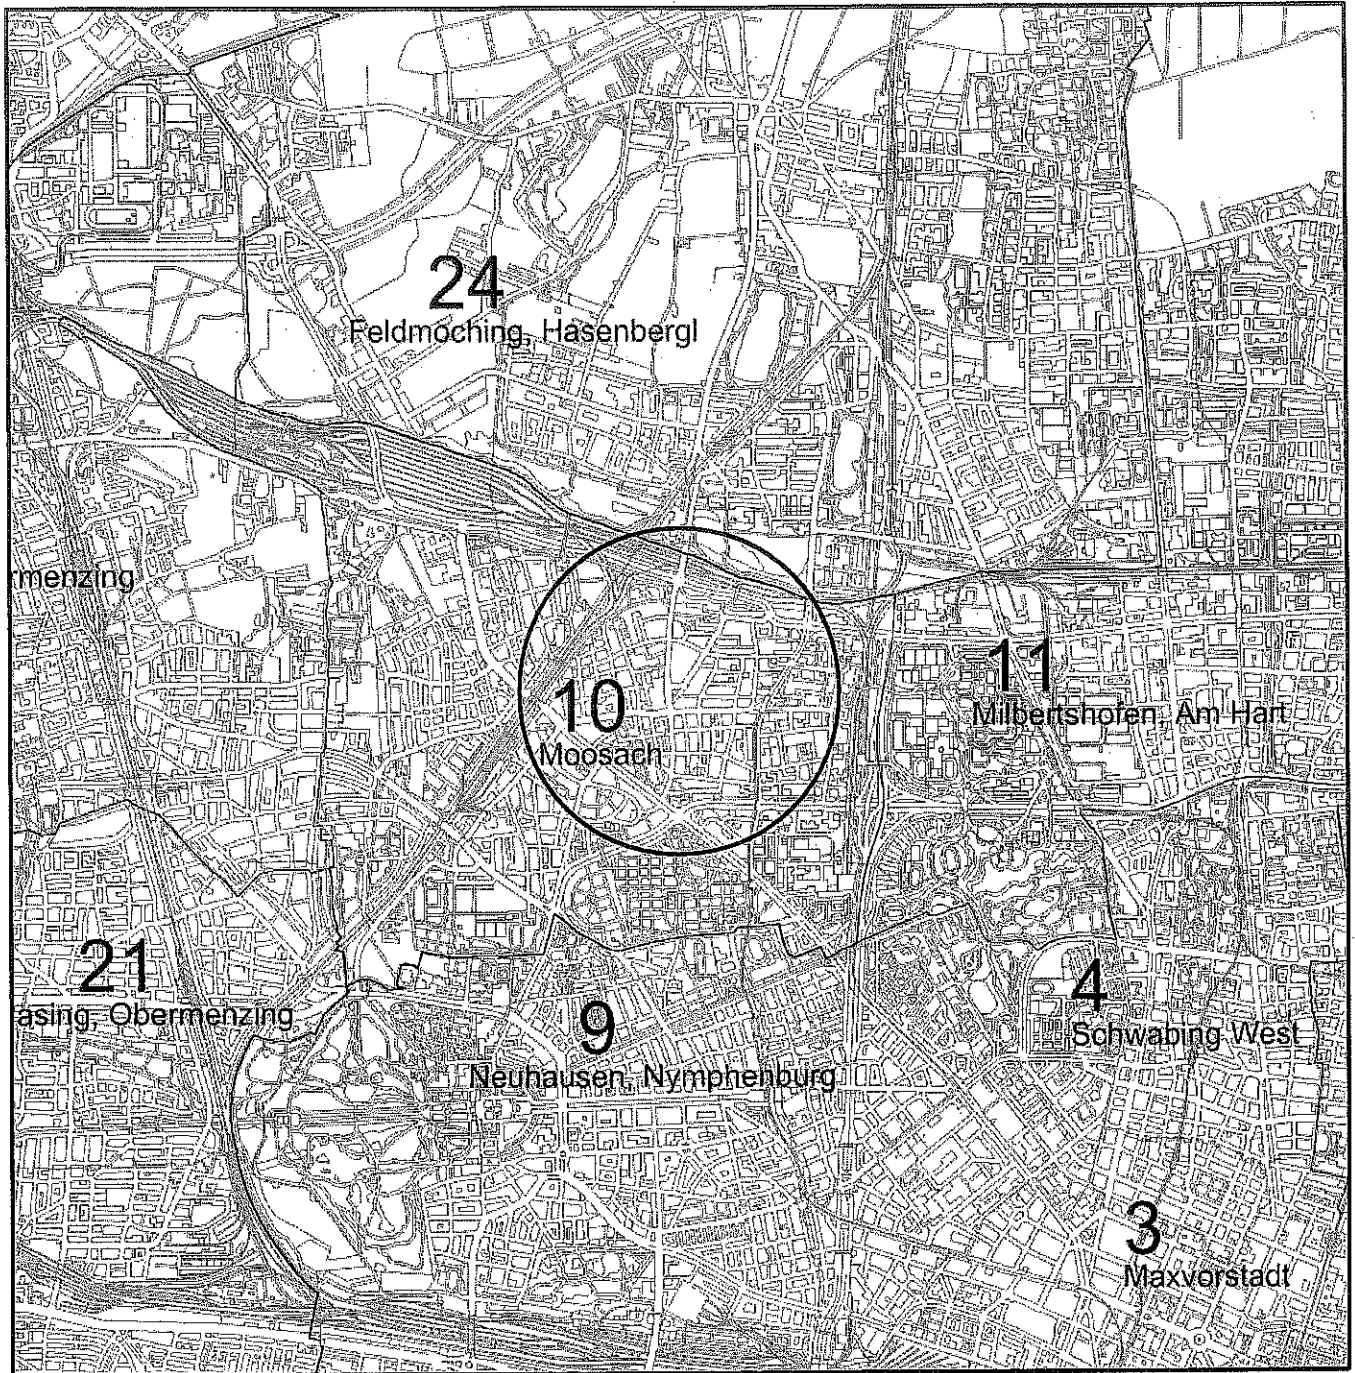 24
Feldmoching, Hasenbergl
rmenzing
11
Milbertshofen, Am Hart
10
Moosach
21
asing, Obermenzing
4
Schwabing West
9
Neuhausen, Nymphenburg
3
Maxvorstadt